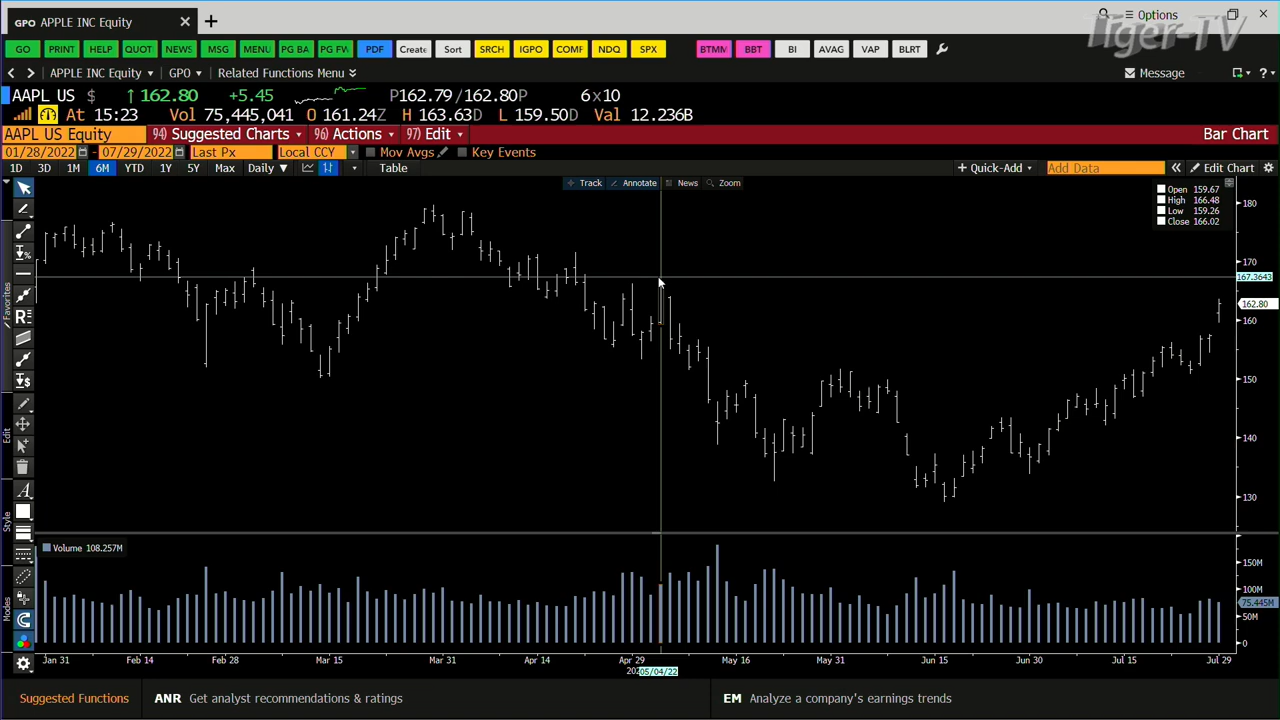 GPO APPLE INC Equity
Options
Tiger-TV
GO PRINT HELP QUOT NEWS MSG MENU PG BA PG FW PDF Create Sort SRCH IGPO COMF NDQ SPX BTMM BBT BI AVAG VAP BLRT
APPLE INC Equity GPO Related Functions Menu Message ?
AAPL US $ ↑ 162.80 +5.45 P162.79 /162.80P 6x10
At 15:23 Vol 75,445,041 O 161.24Z H 163.63D L 159.50D Val 12.236B
AAPL US Equity 94) Suggested Charts 96) Actions 97) Edit Bar Chart
01/28/2022 - 07/29/2022 Last Px Local CCY Mov Avgs Key Events
1D 3D 1M 6M YTD 1Y 5Y Max Daily ▼ Table + Quick-Add Add Data « Edit Chart
Track Annotate News Zoom
Open 159.67
High 166.48
Low 159.26
Close 166.02
180
170
167.3643
162.80
160
150
140
130
Favorites
Edit
Style
Modes
Volume 108.257M
150M
100M
75.445M
50M
0
Jan 31 Feb 14 Feb 28 Mar 15 Mar 31 Apr 14 Apr 29 May 16 May 31 Jun 15 Jun 30 Jul 15 Jul 29
05/04/22
Suggested Functions ANR Get analyst recommendations & ratings EM Analyze a company's earnings trends